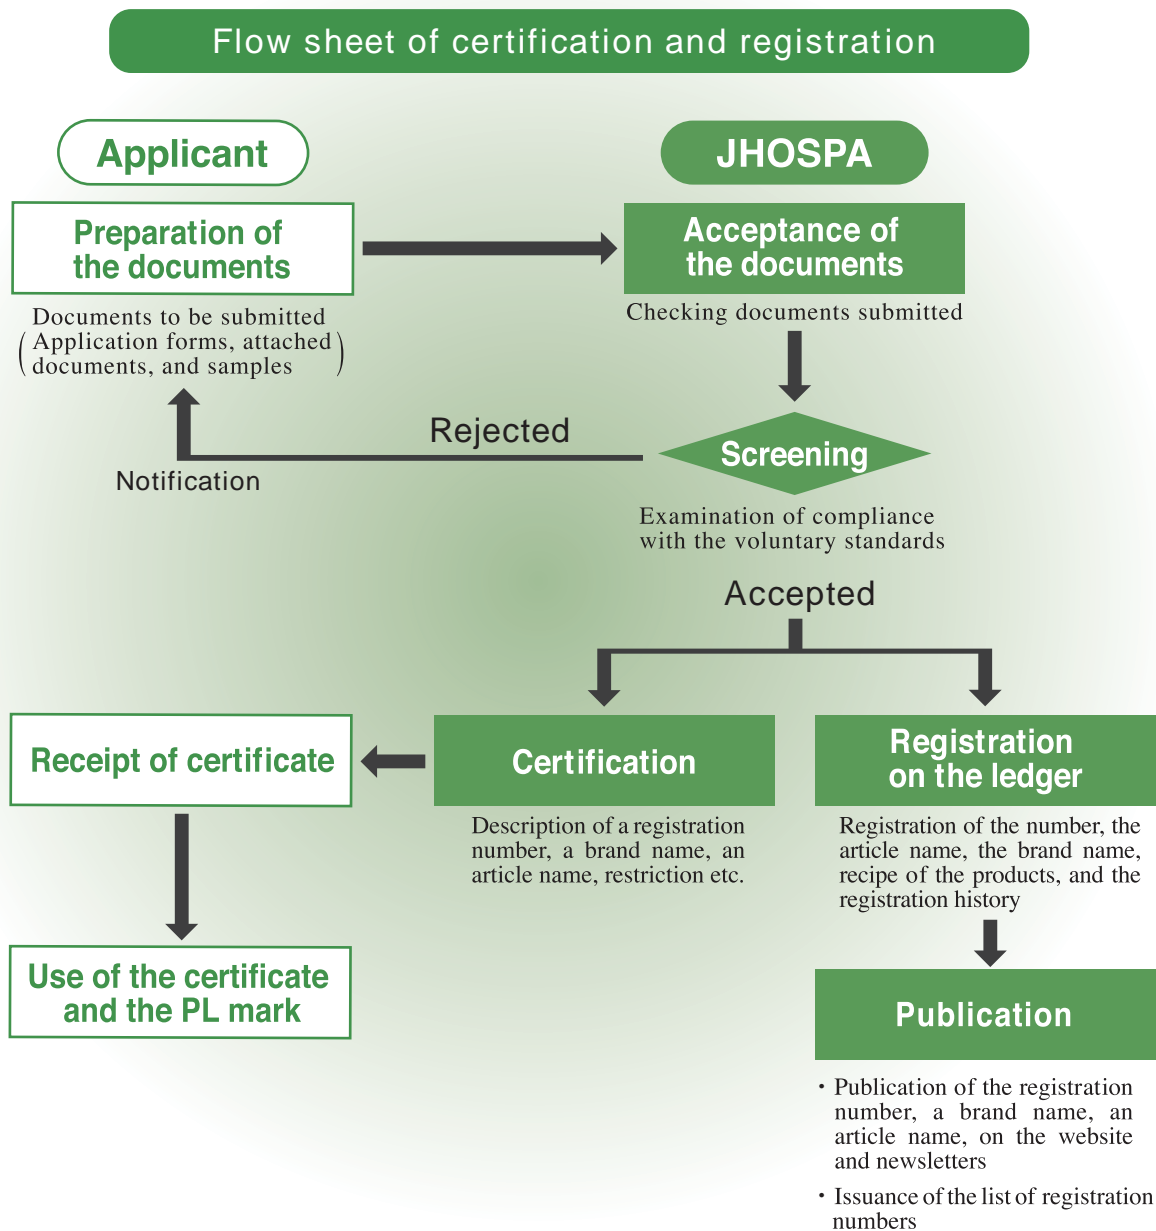 Flow sheet of certification and registration
Applicant
JHOSPA
Preparation of
the documents
Acceptance of
the documents
Documents to be submitted
(Application forms, attached
documents, and samples)
Checking documents submitted
Rejected
Notification
Screening
Examination of compliance
with the voluntary standards
Accepted
Receipt of certificate
Certification
Registration
on the ledger
Description of a registration
number, a brand name, an
article name, restriction etc.
Registration of the number, the
article name, the brand name,
recipe of the products, and the
registration history
Use of the certificate
and the PL mark
Publication
・Publication of the registration
number, a brand name, an
article name, on the website
and newsletters
・Issuance of the list of registration
numbers